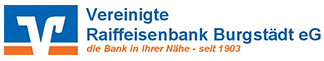 Vereinigte
Raiffeisenbank Burgstädt eG
die Bank in Ihrer Nähe - seit 1903